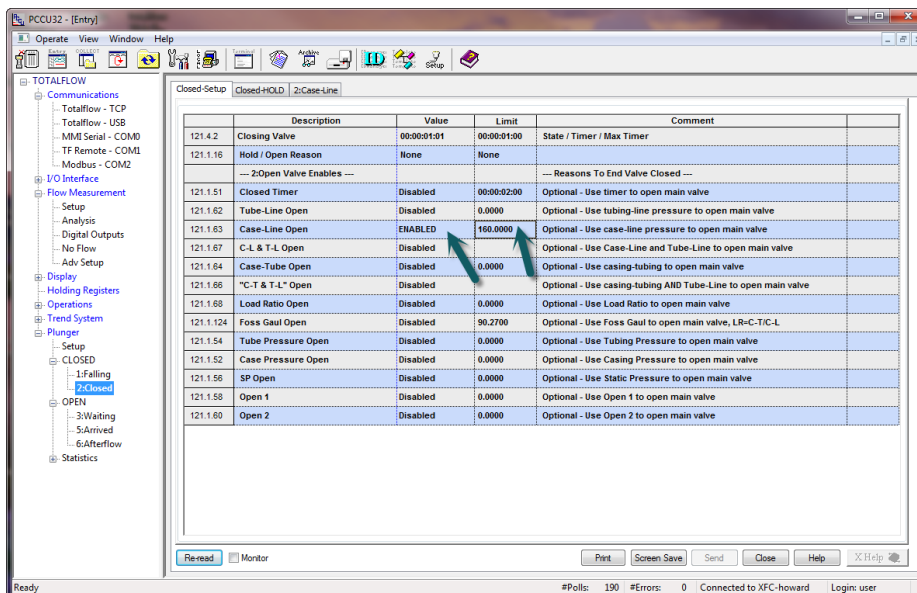 PCCU32 - [Entry]
Operate View Window Help
Entry COLLECT Terminal Archive ID Setup
TOTALFLOW
Communications
Totalflow - TCP
Totalflow - USB
MMI Serial - COM0
TF Remote - COM1
Modbus - COM2
I/O Interface
Flow Measurement
Setup
Analysis
Digital Outputs
No Flow
Adv Setup
Display
Holding Registers
Operations
Trend System
Plunger
Setup
CLOSED
1:Falling
2:Closed
OPEN
3:Waiting
5:Arrived
6:Afterflow
Statistics
Closed-Setup Closed-HOLD 2:Case-Line
Description Value Limit Comment
121.4.2 Closing Valve 00:00:01:01 00:00:01:00 State / Timer / Max Timer
121.1.16 Hold / Open Reason None None
--- 2:Open Valve Enables --- --- Reasons To End Valve Closed ---
121.1.51 Closed Timer Disabled 00:00:02:00 Optional - Use timer to open main valve
121.1.62 Tube-Line Open Disabled 0.0000 Optional - Use tubing-line pressure to open main valve
121.1.63 Case-Line Open ENABLED 160.0000 Optional - Use case-line pressure to open main valve
121.1.67 C-L & T-L Open Disabled Optional - Use Case-Line and Tube-Line to open main valve
121.1.64 Case-Tube Open Disabled 0.0000 Optional - Use casing-tubing to open main valve
121.1.66 "C-T & T-L" Open Disabled Optional - Use casing-tubing AND Tube-Line to open main valve
121.1.68 Load Ratio Open Disabled 0.0000 Optional - Use Load Ratio to open main valve
121.1.124 Foss Gaul Open Disabled 90.2700 Optional - Use Foss Gaul to open main valve, LR=C-T/C-L
121.1.54 Tube Pressure Open Disabled 0.0000 Optional - Use Tubing Pressure to open main valve
121.1.52 Case Pressure Open Disabled 0.0000 Optional - Use Casing Pressure to open main valve
121.1.56 SP Open Disabled 0.0000 Optional - Use Static Pressure to open main valve
121.1.58 Open 1 Disabled 0.0000 Optional - Use Open 1 to open main valve
121.1.60 Open 2 Disabled 0.0000 Optional - Use Open 2 to open main valve
Re-read Monitor Print Screen Save Send Close Help X Help
Ready #Polls: 190 #Errors: 0 Connected to XFC-howard Login: user